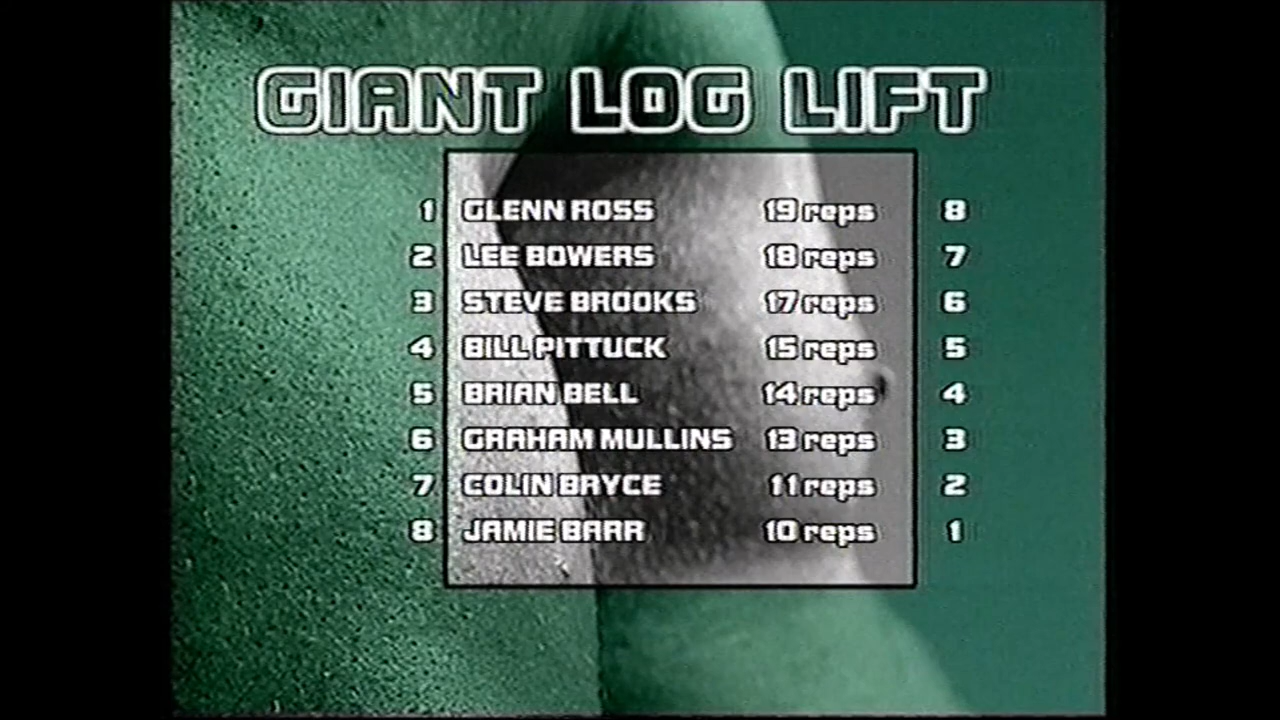 GIANT LOG LIFT
1 GLENN ROSS 19 reps 8
2 LEE BOWERS 18 reps 7
3 STEVE BROOKS 17 reps 6
4 BILL PITTUCK 15 reps 5
5 BRIAN BELL 14 reps 4
6 GRAHAM MULLINS 13 reps 3
7 COLIN BRYCE 11 reps 2
8 JAMIE BARR 10 reps 1